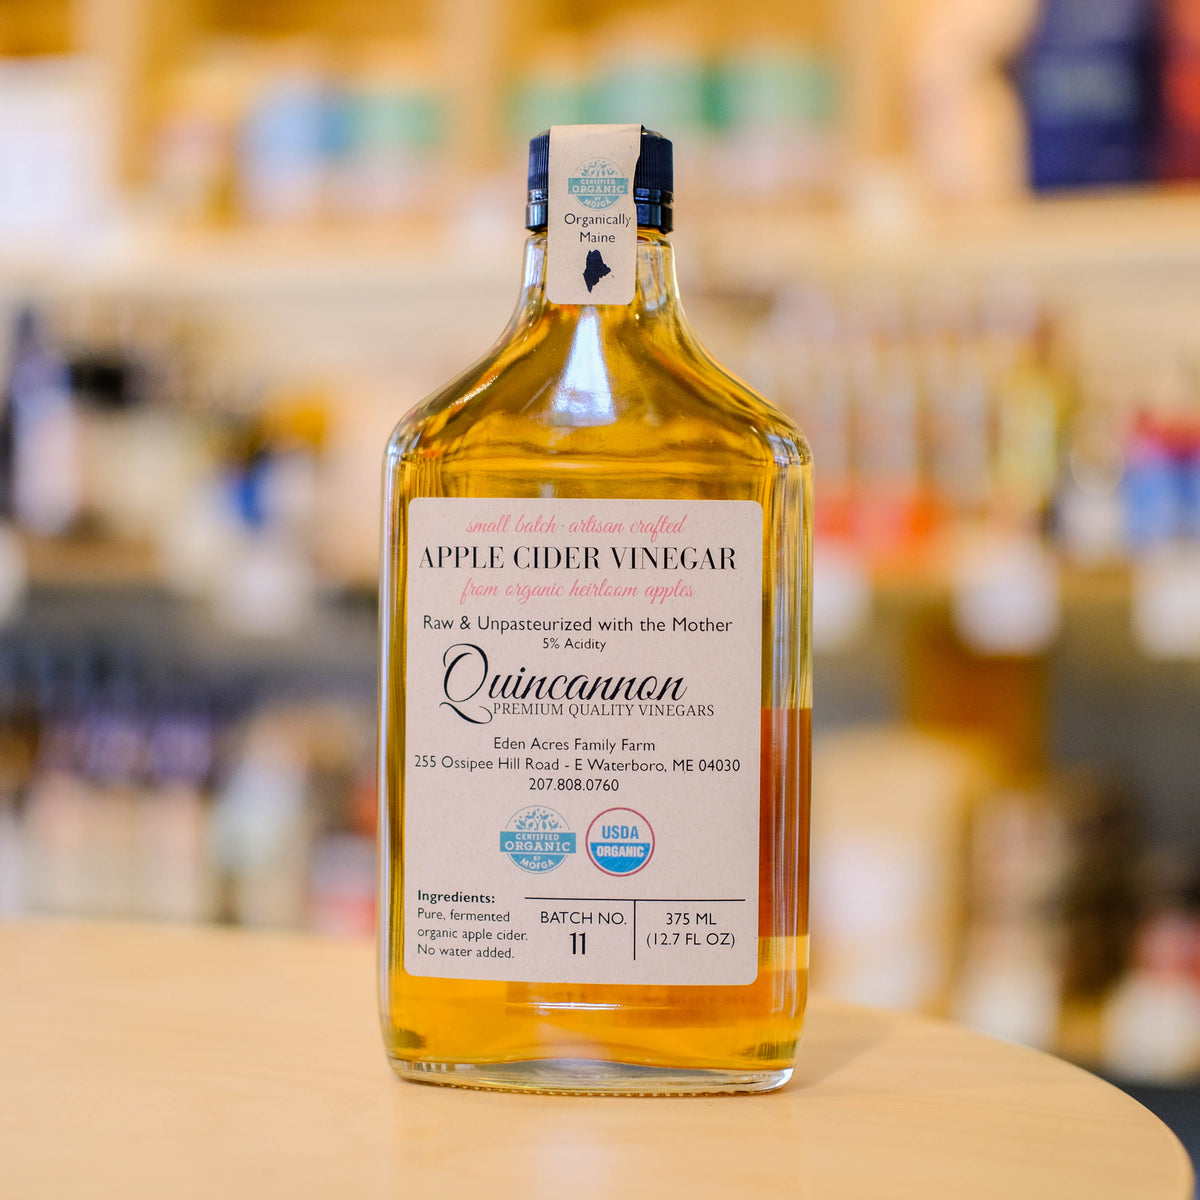 CERTIFIED
ORGANIC
BY
MOFGA
Organically
Maine
small batch · artisan crafted
APPLE CIDER VINEGAR
from organic heirloom apples
Raw & Unpasteurized with the Mother
5% Acidity
Quincannon
PREMIUM QUALITY VINEGARS
Eden Acres Family Farm
255 Ossipee Hill Road - E Waterboro, ME 04030
207.808.0760
CERTIFIED
ORGANIC
BY
MOFGA
USDA
ORGANIC
Ingredients:
Pure, fermented
organic apple cider.
No water added.
BATCH NO.
11
375 ML
(12.7 FL OZ)